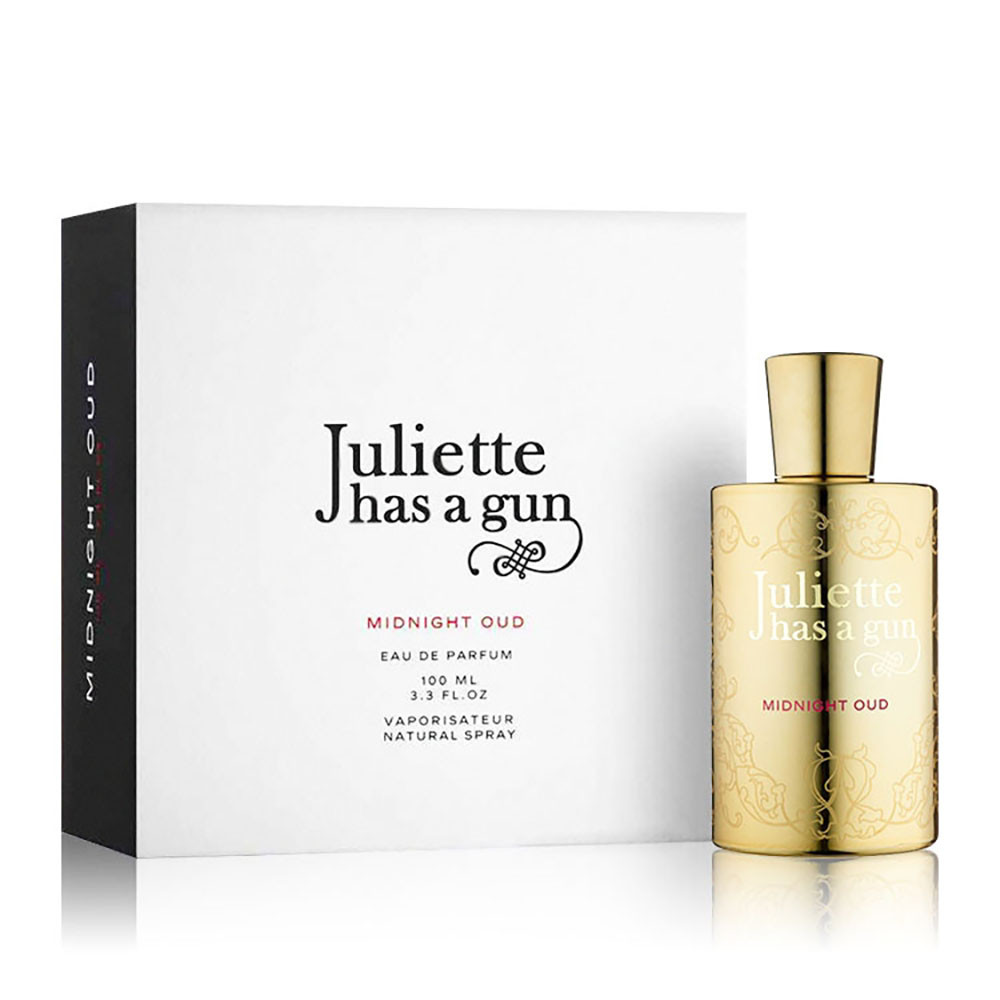 MIDNIGHT OUD
Juliette
has a gun
MIDNIGHT OUD
EAU DE PARFUM
100 ML
3.3 FL.OZ
VAPORISATEUR
NATURAL SPRAY
Juliette
has a gun
MIDNIGHT OUD